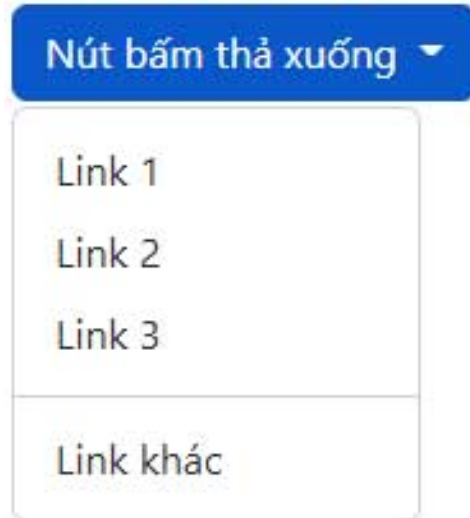 Nút bấm thả xuống
Link 1
Link 2
Link 3
Link khác